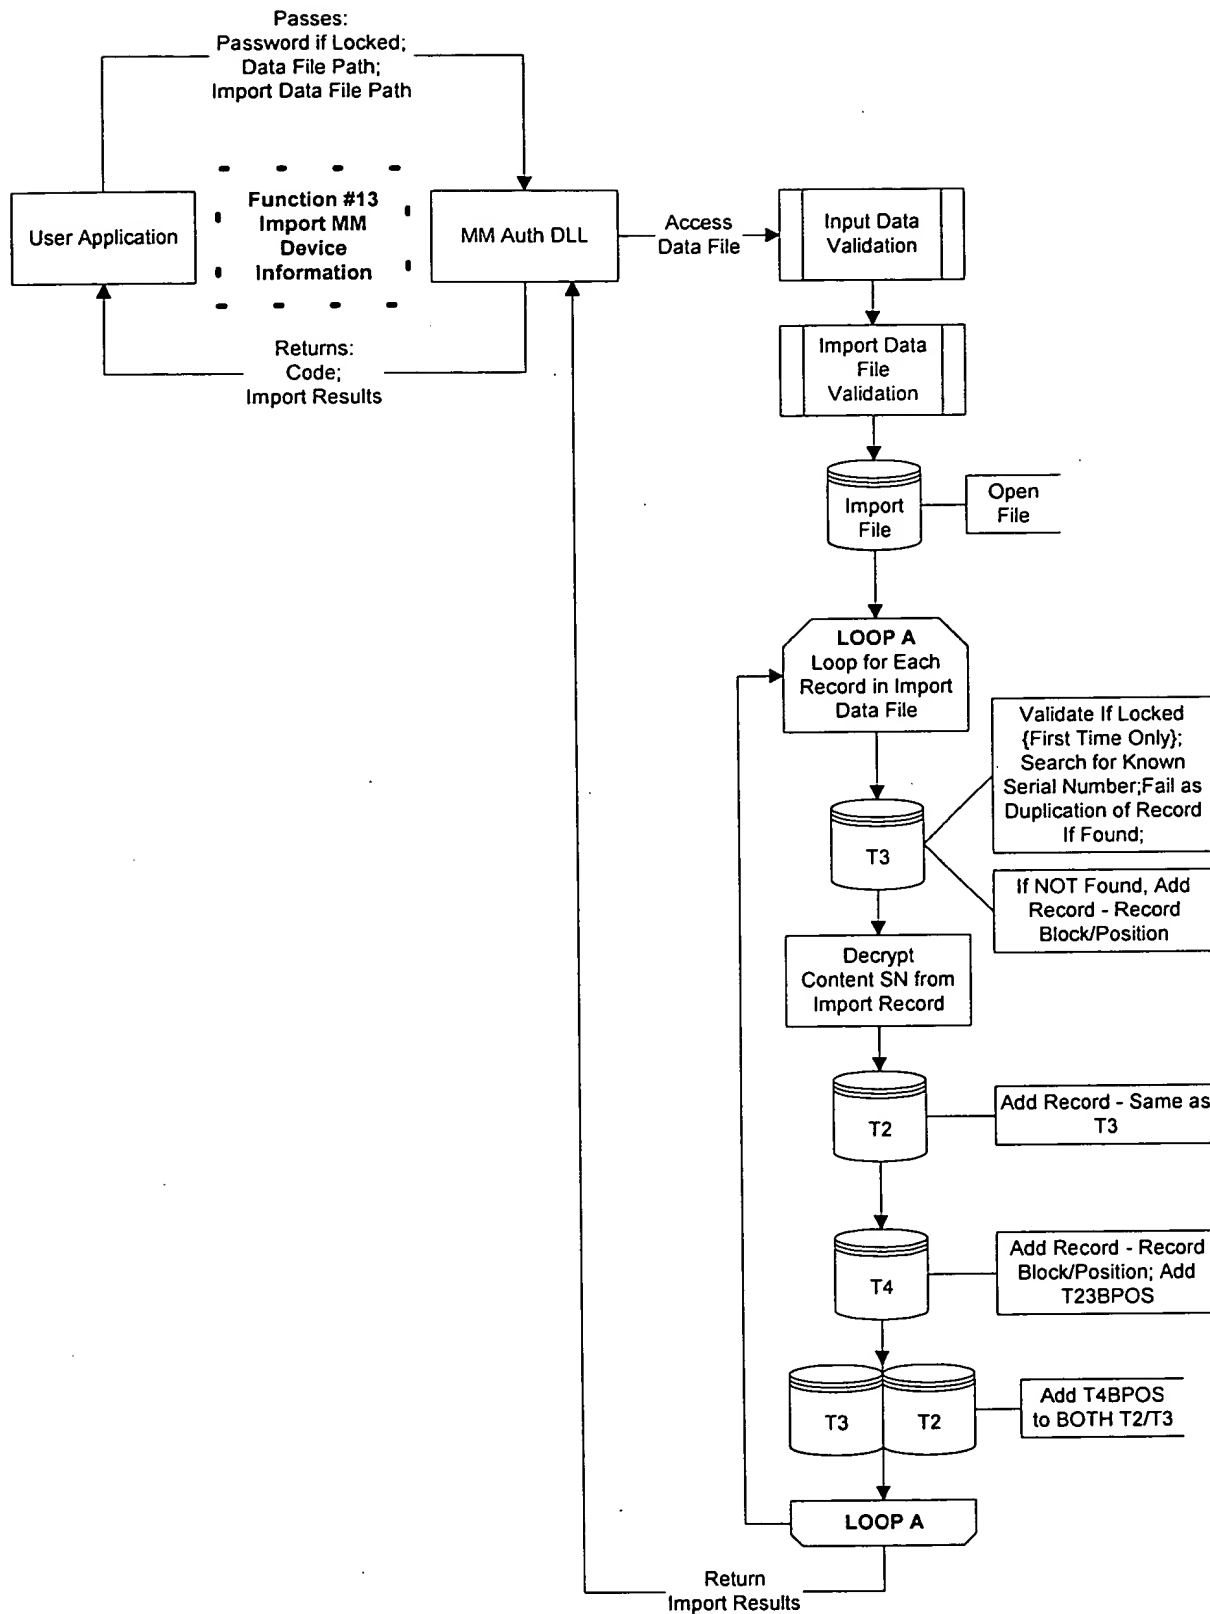 Passes:
Password if Locked;
Data File Path;
Import Data File Path
User Application
Function #13
Import MM
Device
Information
MM Auth DLL
Access
Data File
Input Data
Validation
Returns:
Code;
Import Results
Import Data
File
Validation
Import
File
Open
File
LOOP A
Loop for Each
Record in Import
Data File
Validate If Locked
{First Time Only};
Search for Known
Serial Number;Fail as
Duplication of Record
If Found;
T3
If NOT Found, Add
Record - Record
Block/Position
Decrypt
Content SN from
Import Record
T2
Add Record - Same as
T3
T4
Add Record - Record
Block/Position; Add
T23BPOS
T3
T2
Add T4BPOS
to BOTH T2/T3
LOOP A
Return
Import Results